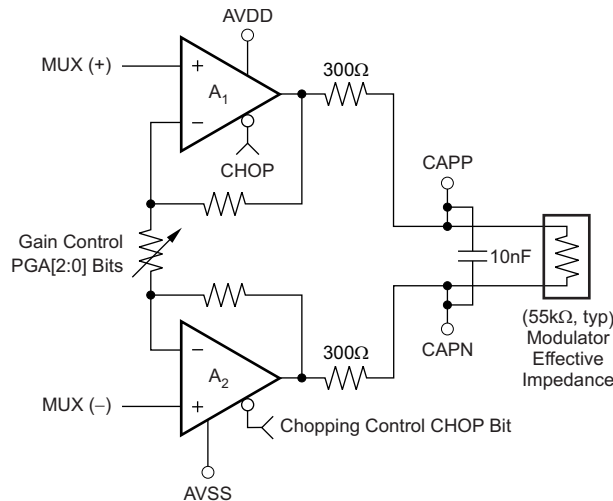 AVDD
MUX (+)
+
A1
−
300Ω
CHOP
CAPP
Gain Control
PGA[2:0] Bits
10nF
(55kΩ, typ)
Modulator
Effective
Impedance
−
A2
+
300Ω
CAPN
MUX (−)
Chopping Control CHOP Bit
AVSS